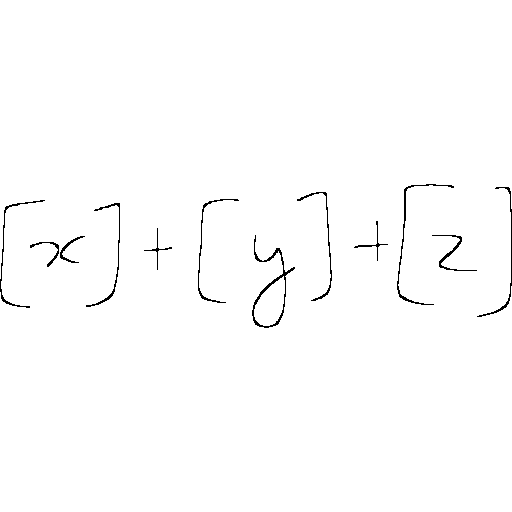 [x] + [y] + [z]